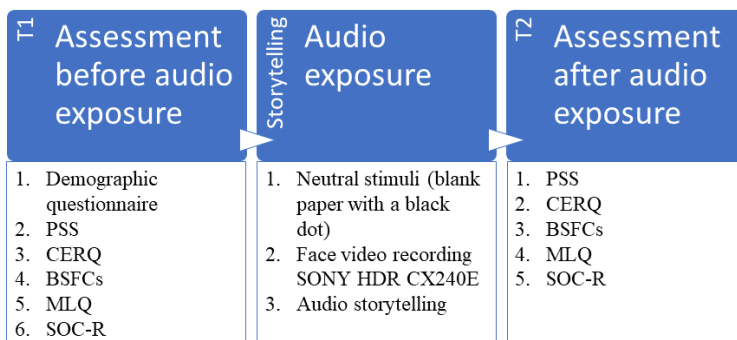 T1
Assessment
before audio
exposure
1. Demographic
questionnaire
2. PSS
3. CERQ
4. BSFCs
5. MLQ
6. SOC-R
Storytelling
Audio
exposure
1. Neutral stimuli (blank
paper with a black
dot)
2. Face video recording
SONY HDR CX240E
3. Audio storytelling
T2
Assessment
after audio
exposure
1. PSS
2. CERQ
3. BSFCs
4. MLQ
5. SOC-R